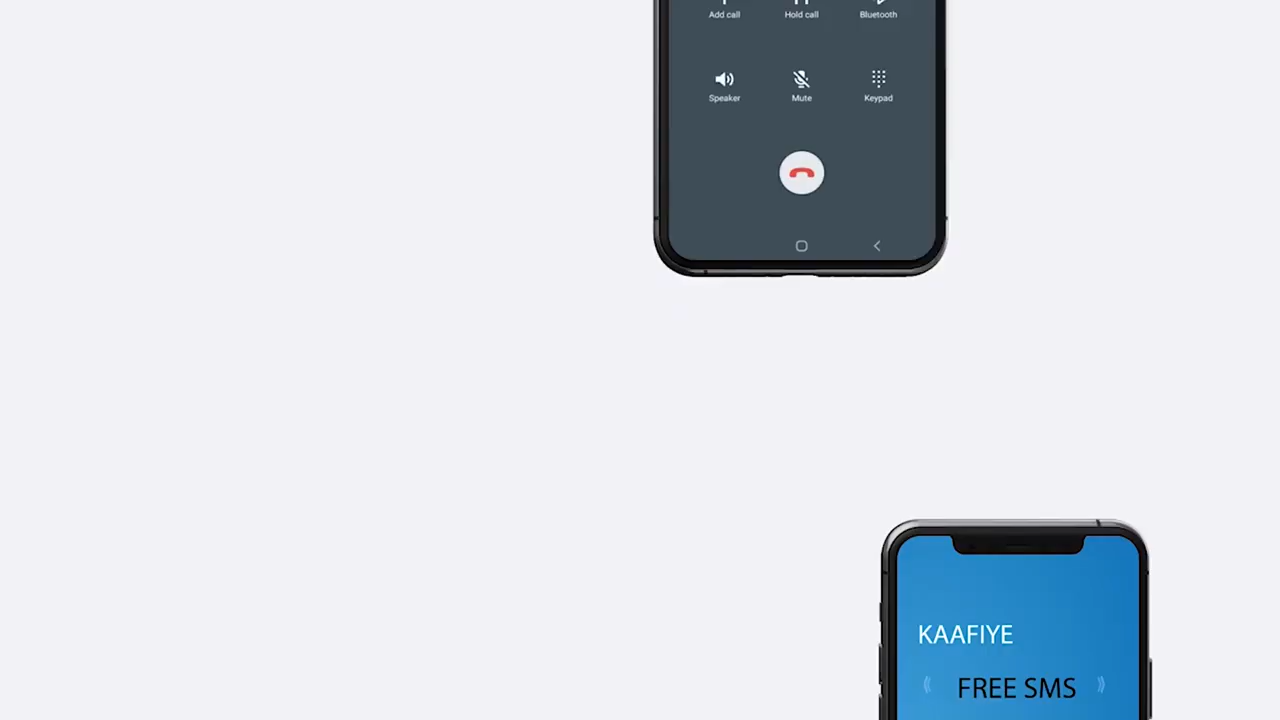 Add call Hold call Bluetooth
Speaker Mute Keypad
KAAFIYE
FREE SMS